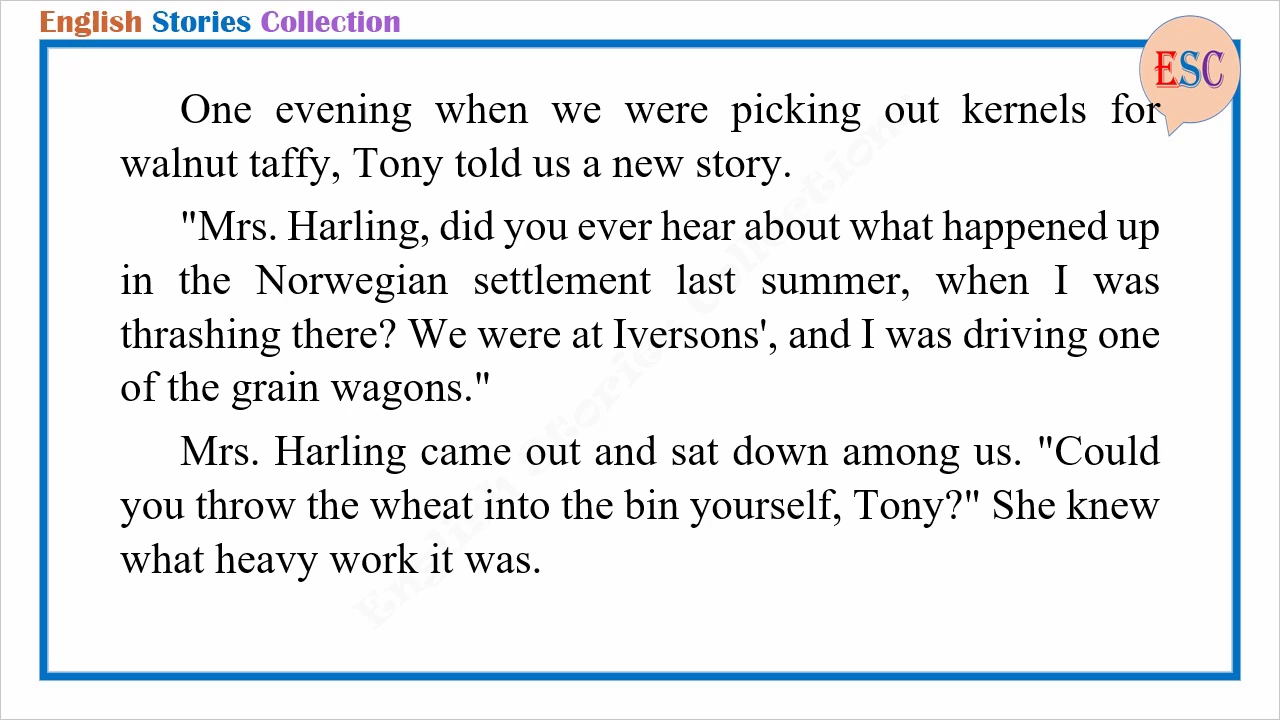 English Stories Collection
ESC
One evening when we were picking out kernels for
walnut taffy, Tony told us a new story.
"Mrs. Harling, did you ever hear about what happened up
in the Norwegian settlement last summer, when I was
thrashing there? We were at Iversons', and I was driving one
of the grain wagons."
Mrs. Harling came out and sat down among us. "Could
you throw the wheat into the bin yourself, Tony?" She knew
what heavy work it was.
English Stories Collection